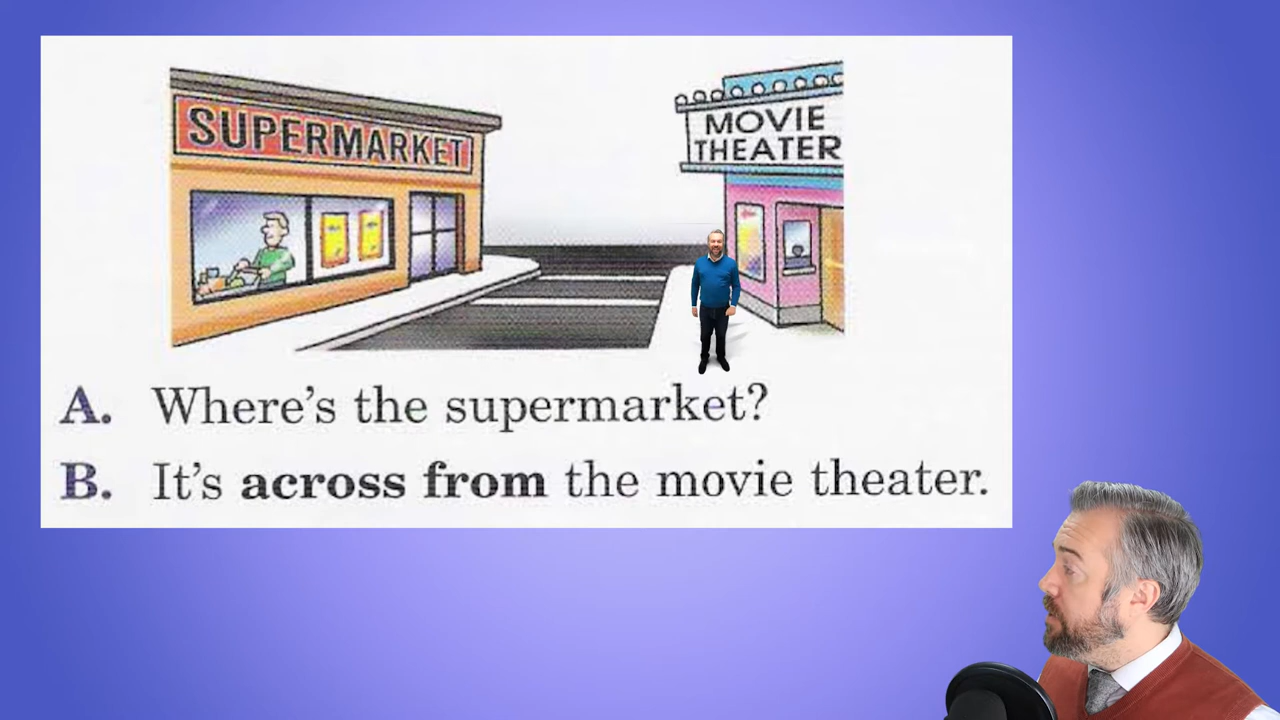 SUPERMARKET
MOVIE
THEATER
A. Where's the supermarket?
B. It's across from the movie theater.